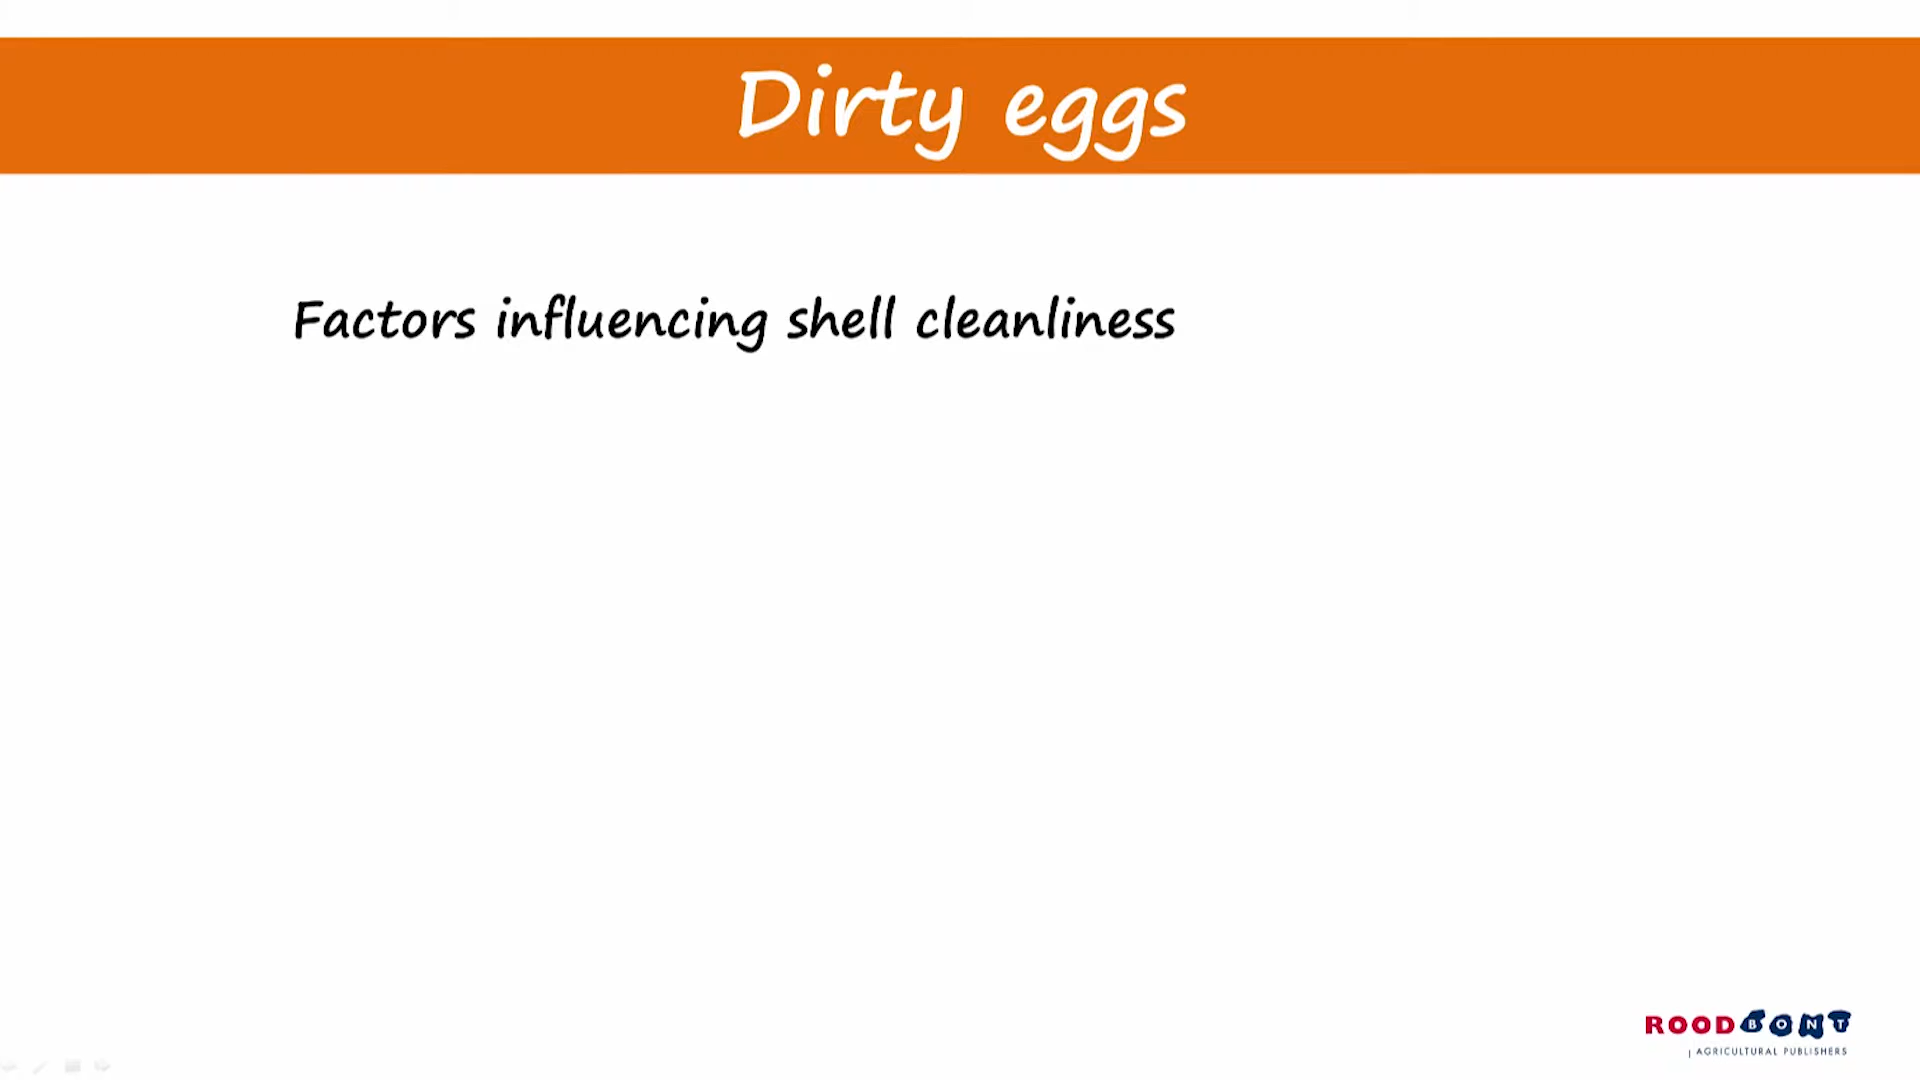 Dirty eggs
Factors influencing shell cleanliness
ROODBONT
AGRICULTURAL PUBLISHERS